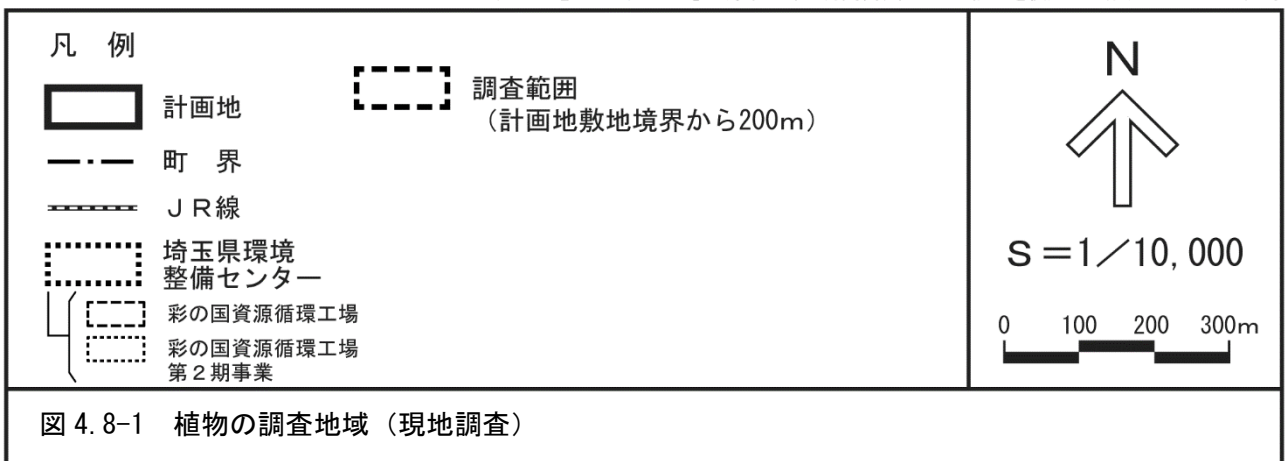 凡 例
計画地
調査範囲
（計画地敷地境界から200m）
町 界
ＪＲ線
埼玉県環境
整備センター
彩の国資源循環工場
彩の国資源循環工場
第２期事業
N
S＝1／10,000
0 100 200 300m
図 4.8-1 植物の調査地域（現地調査）